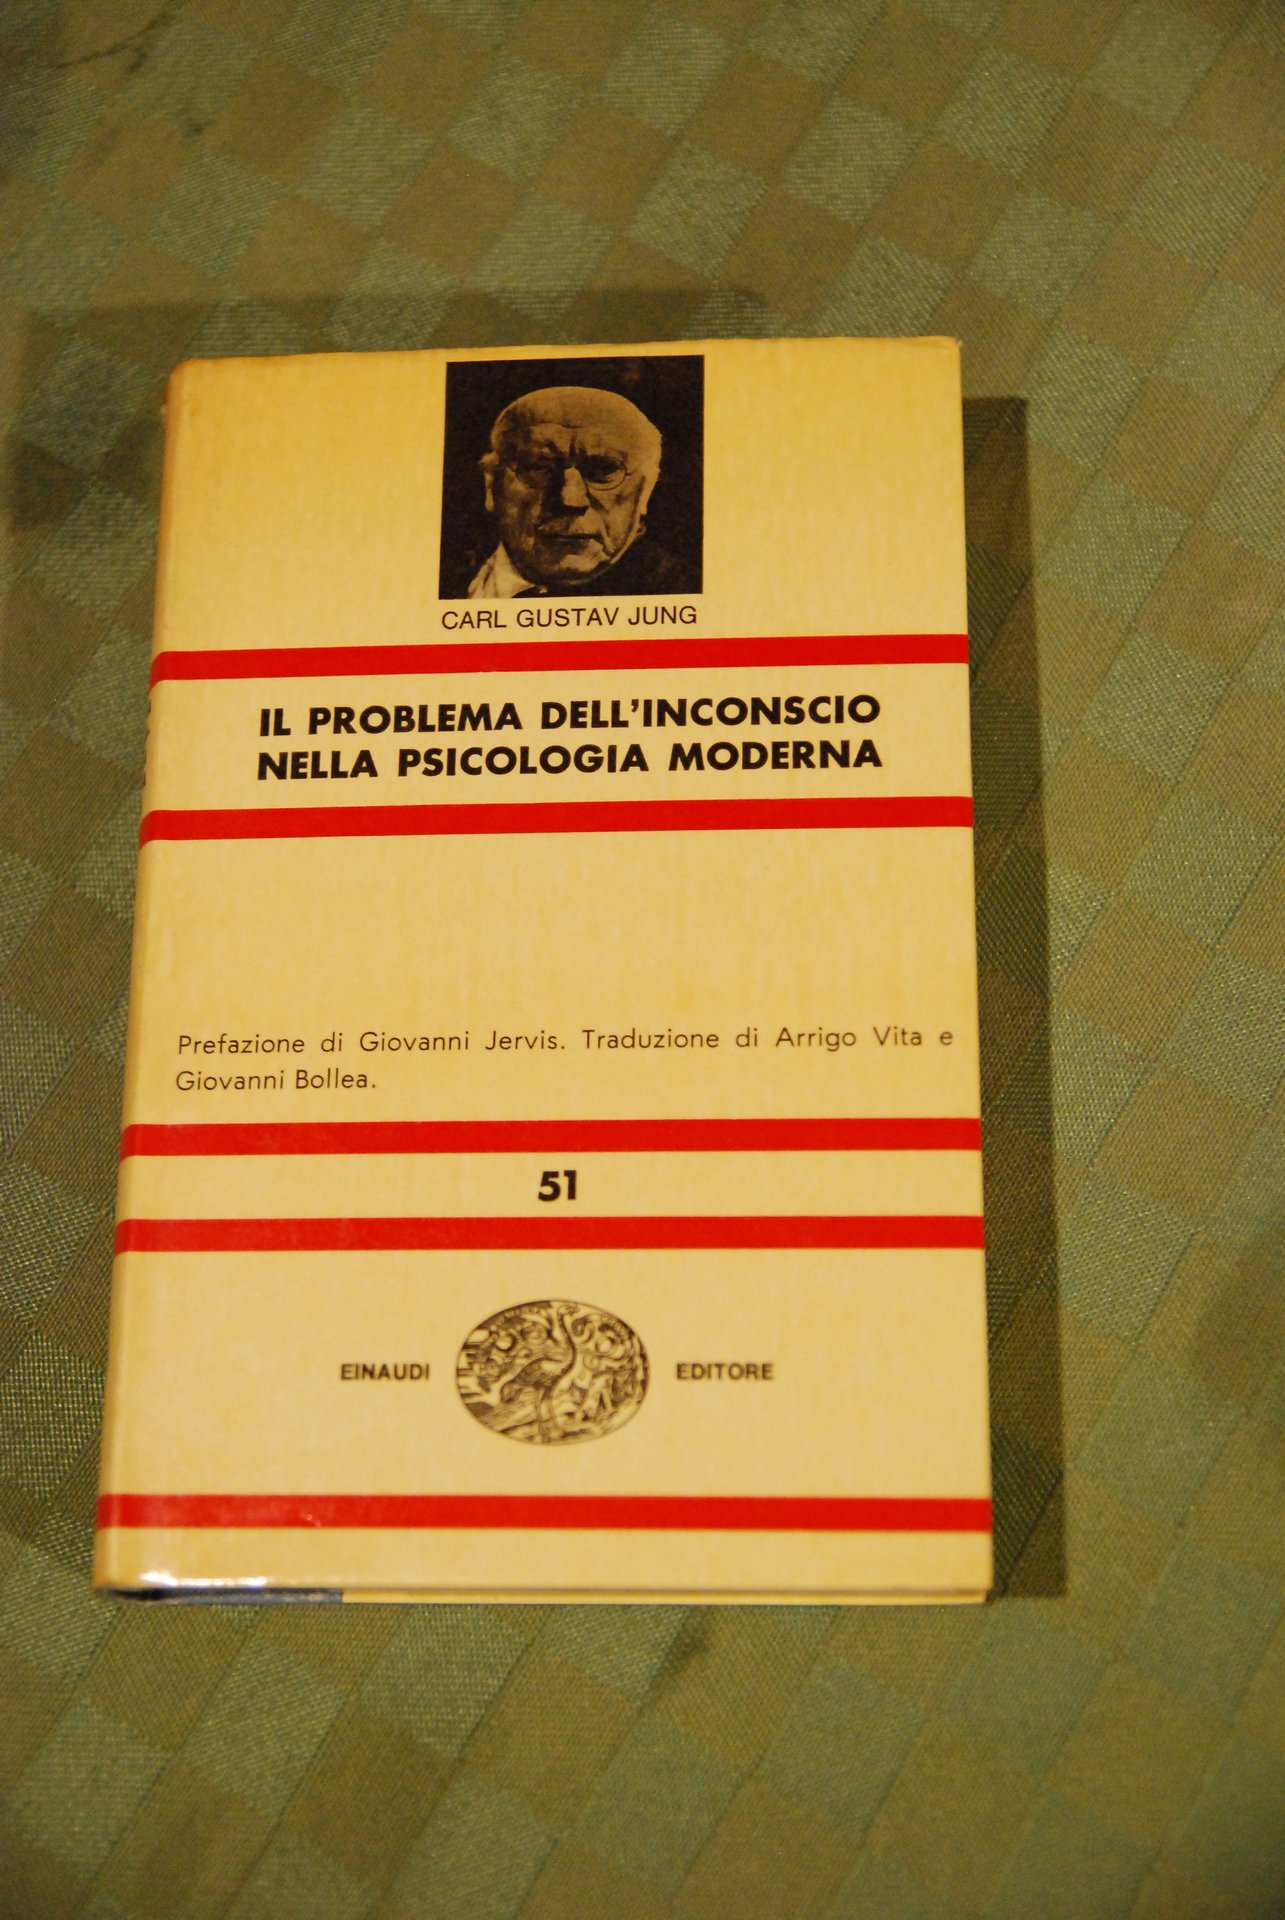 CARL GUSTAV JUNG
IL PROBLEMA DELL'INCONSCIO
NELLA PSICOLOGIA MODERNA
Prefazione di Giovanni Jervis. Traduzione di Arrigo Vita e
Giovanni Bollea.
51
EINAUDI EDITORE